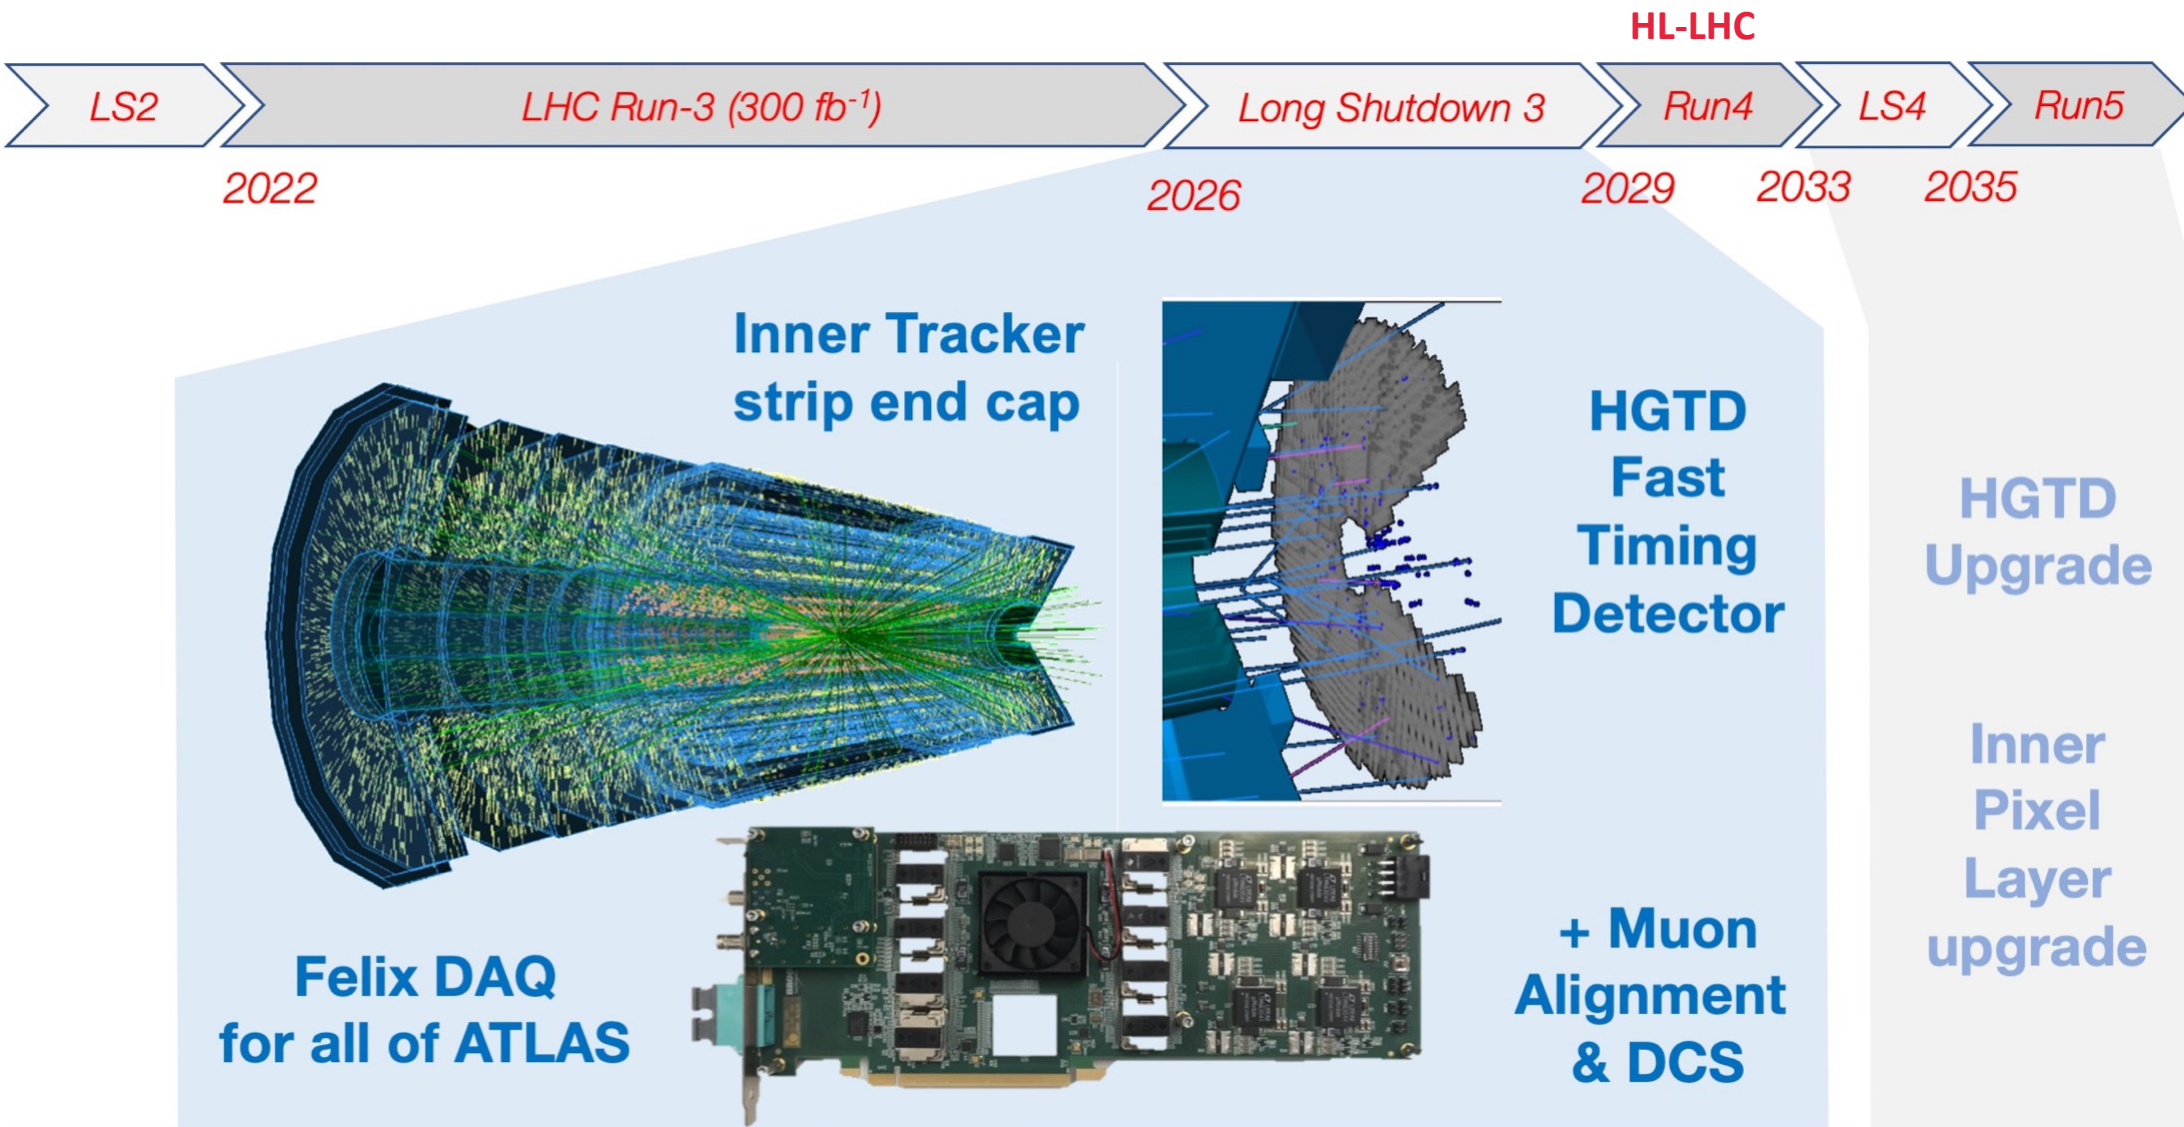 HL-LHC
LS2
LHC Run-3 (300 fb⁻¹)
Long Shutdown 3
Run4
LS4
Run5
2022
2026
2029
2033
2035
Inner Tracker
strip end cap
HGTD
Fast
Timing
Detector
HGTD
Upgrade
Inner
Pixel
Layer
upgrade
Felix DAQ
for all of ATLAS
+ Muon
Alignment
& DCS